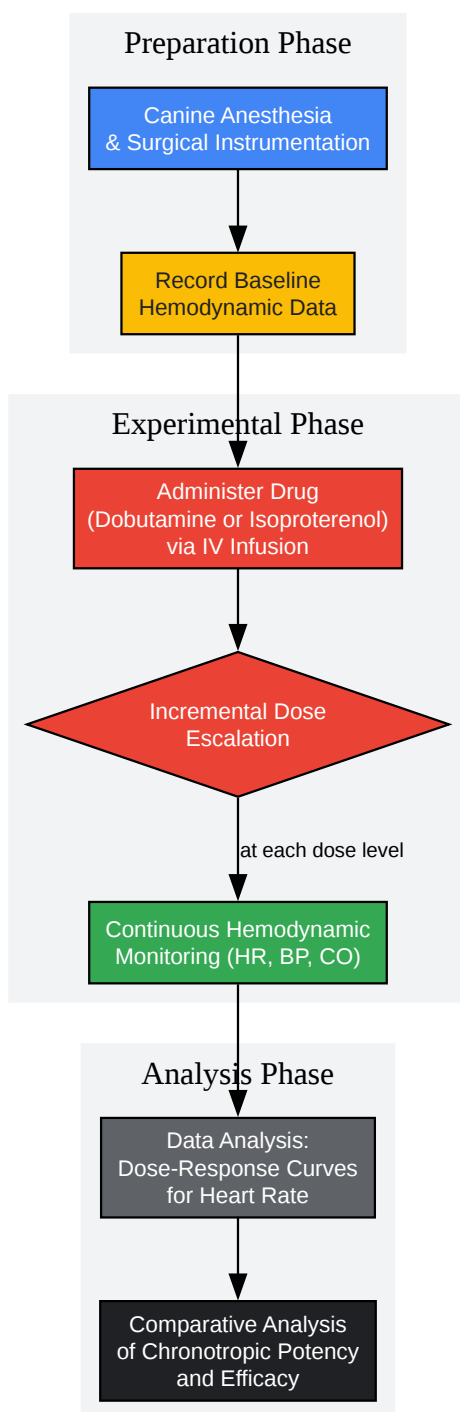 Preparation Phase
Canine Anesthesia
& Surgical Instrumentation
Record Baseline
Hemodynamic Data
Experimental Phase
Administer Drug
(Dobutamine or Isoproterenol)
via IV Infusion
Incremental Dose
Escalation
at each dose level
Continuous Hemodynamic
Monitoring (HR, BP, CO)
Analysis Phase
Data Analysis:
Dose-Response Curves
for Heart Rate
Comparative Analysis
of Chronotropic Potency
and Efficacy